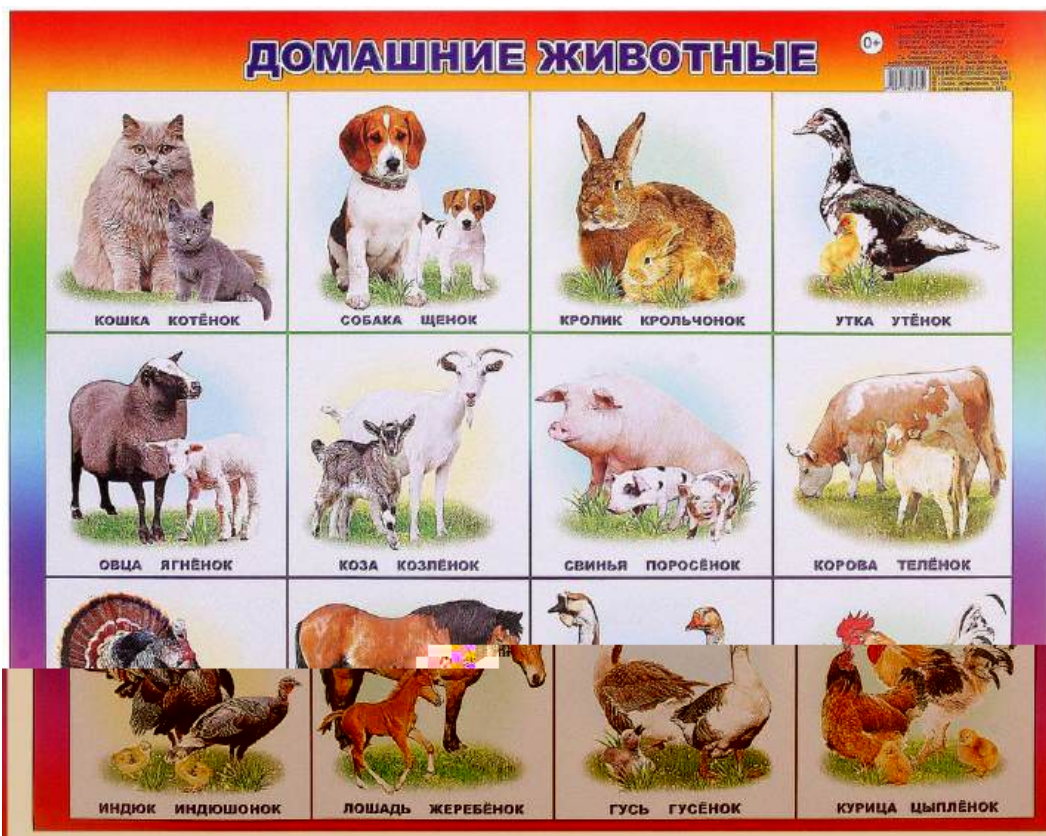 ДОМАШНИЕ ЖИВОТНЫЕ
0+
КОШКА КОТЁНОК
СОБАКА ЩЕНОК
КРОЛИК КРОЛЬЧОНОК
УТКА УТЁНОК
ОВЦА ЯГНЁНОК
КОЗА КОЗЛЁНОК
СВИНЬЯ ПОРОСЁНОК
КОРОВА ТЕЛЁНОК
ИНДЮК ИНДЮШОНОК
ЛОШАДЬ ЖЕРЕБЁНОК
ГУСЬ ГУСЁНОК
КУРИЦА ЦЫПЛЁНОК